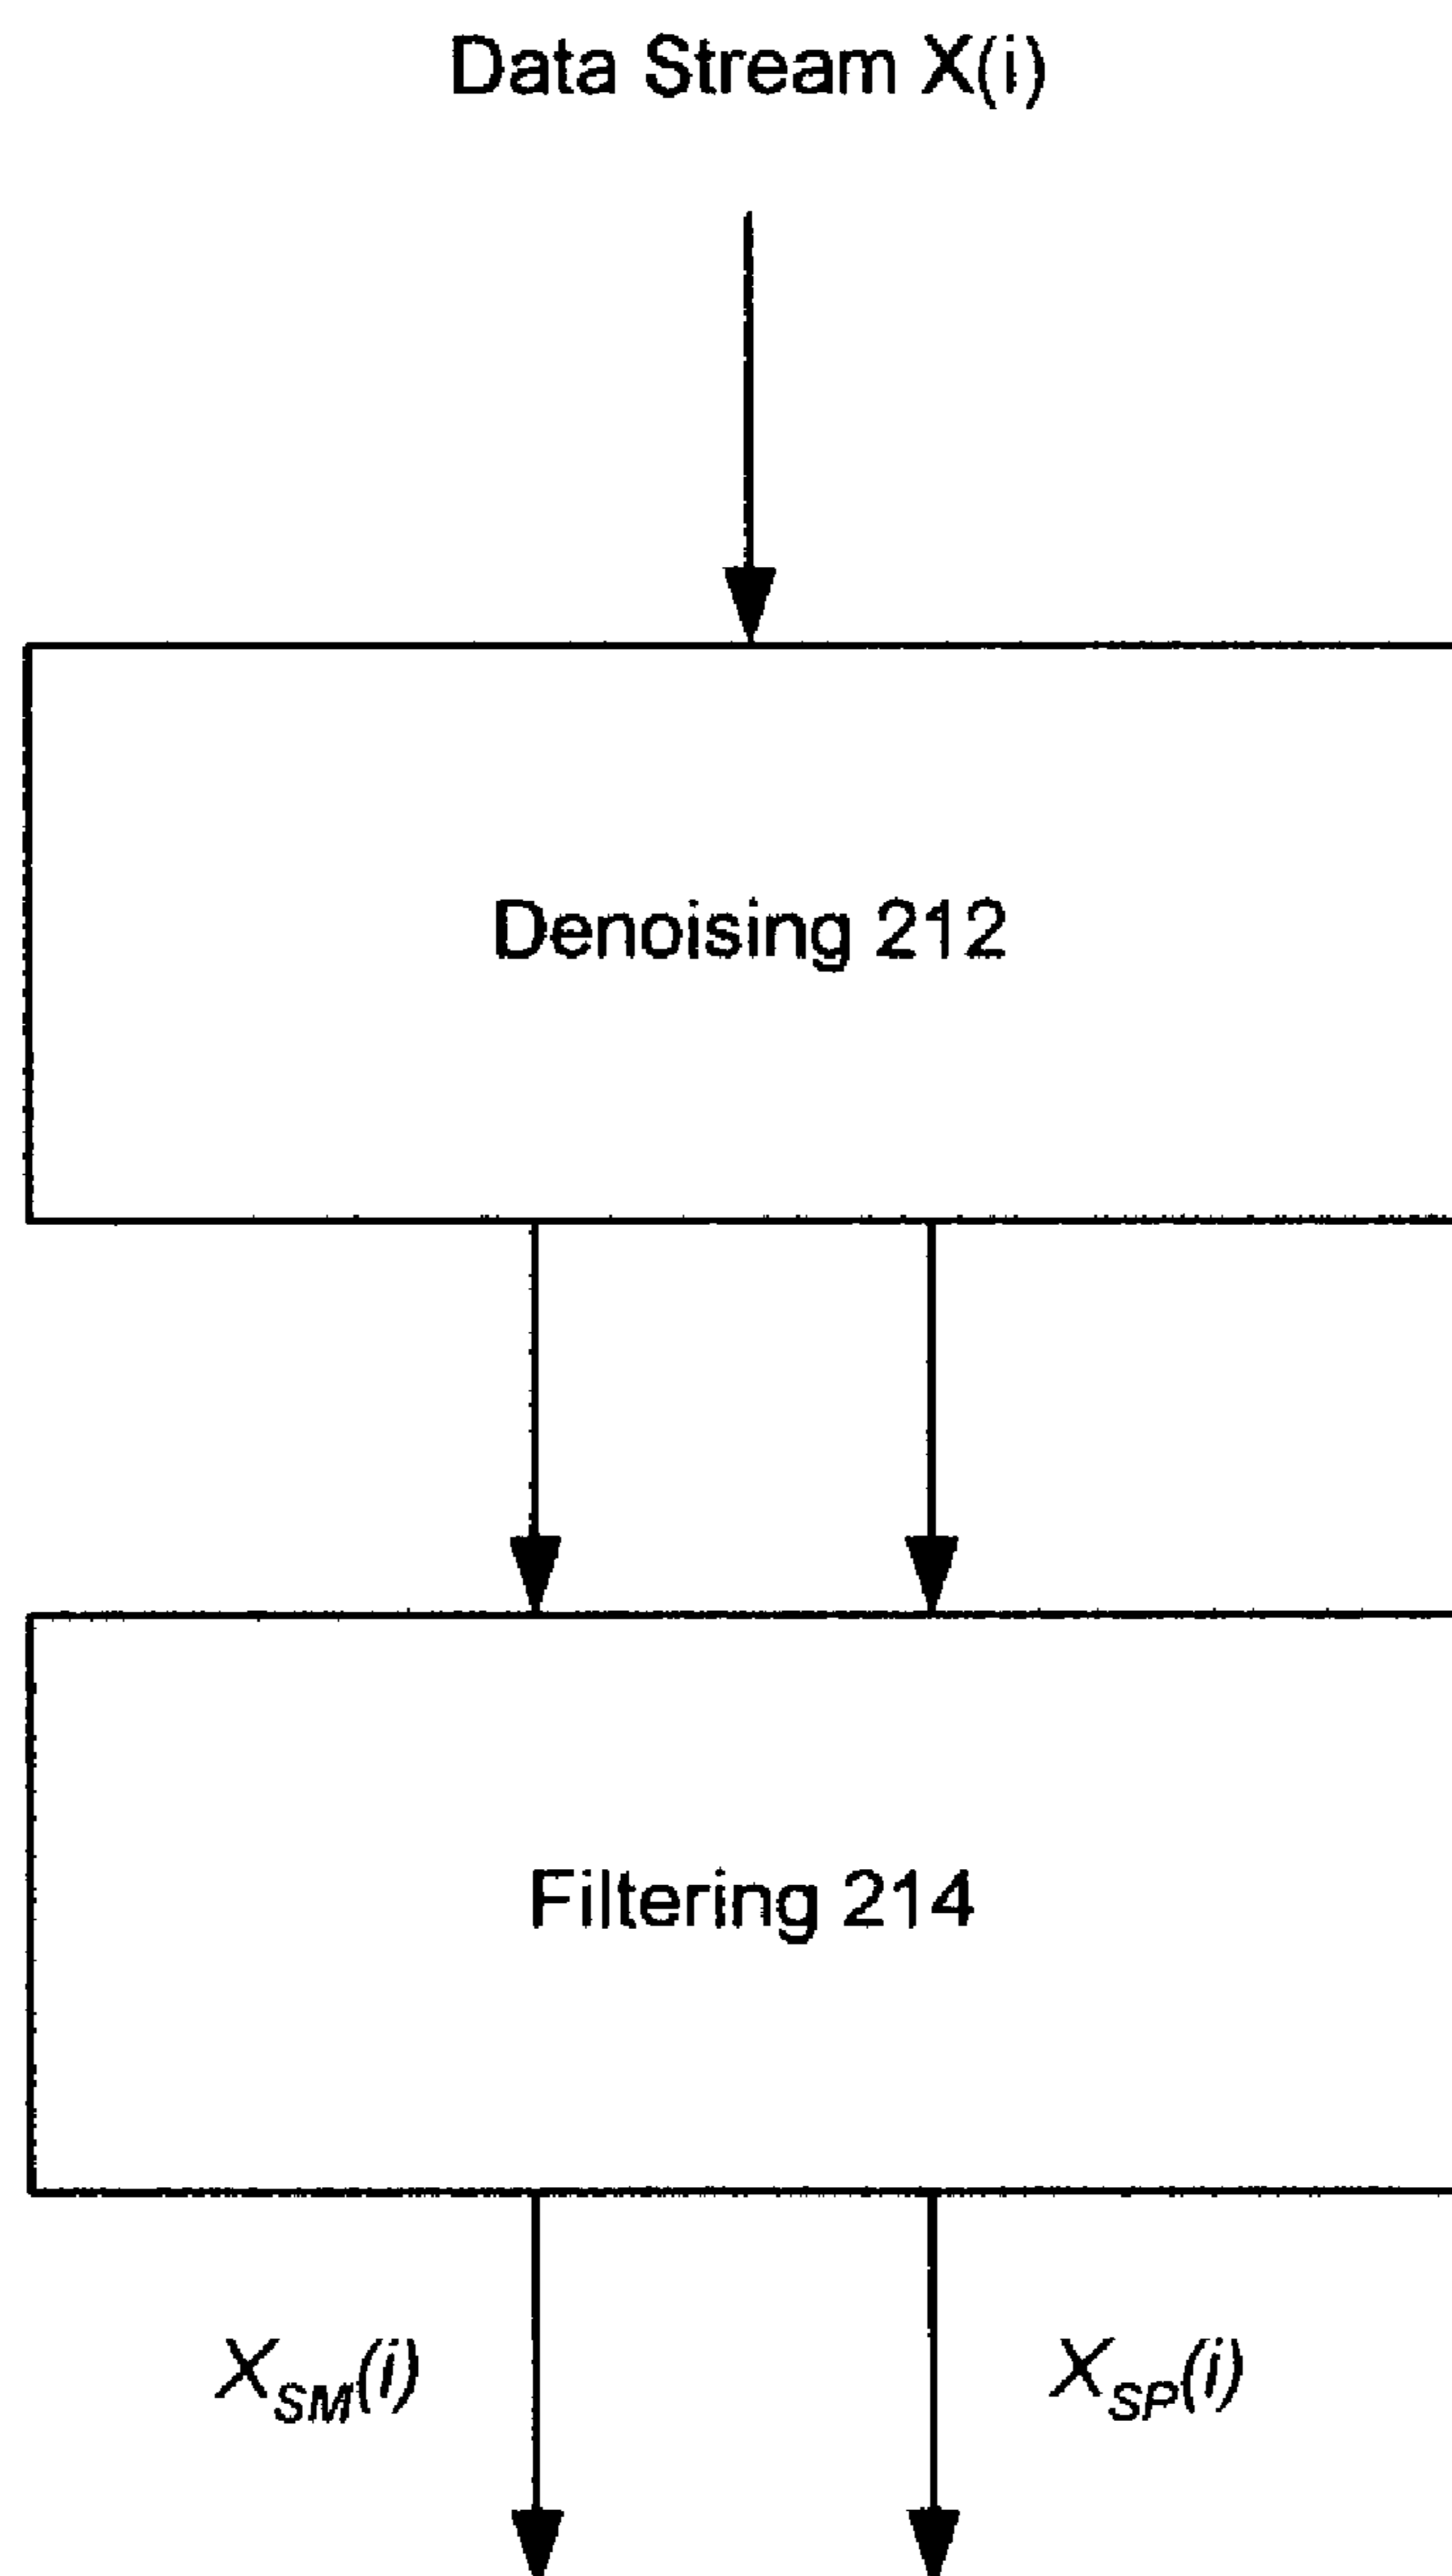 Data Stream X(i)
Denoising 212
Filtering 214
X_SM(i) X_SP(i)